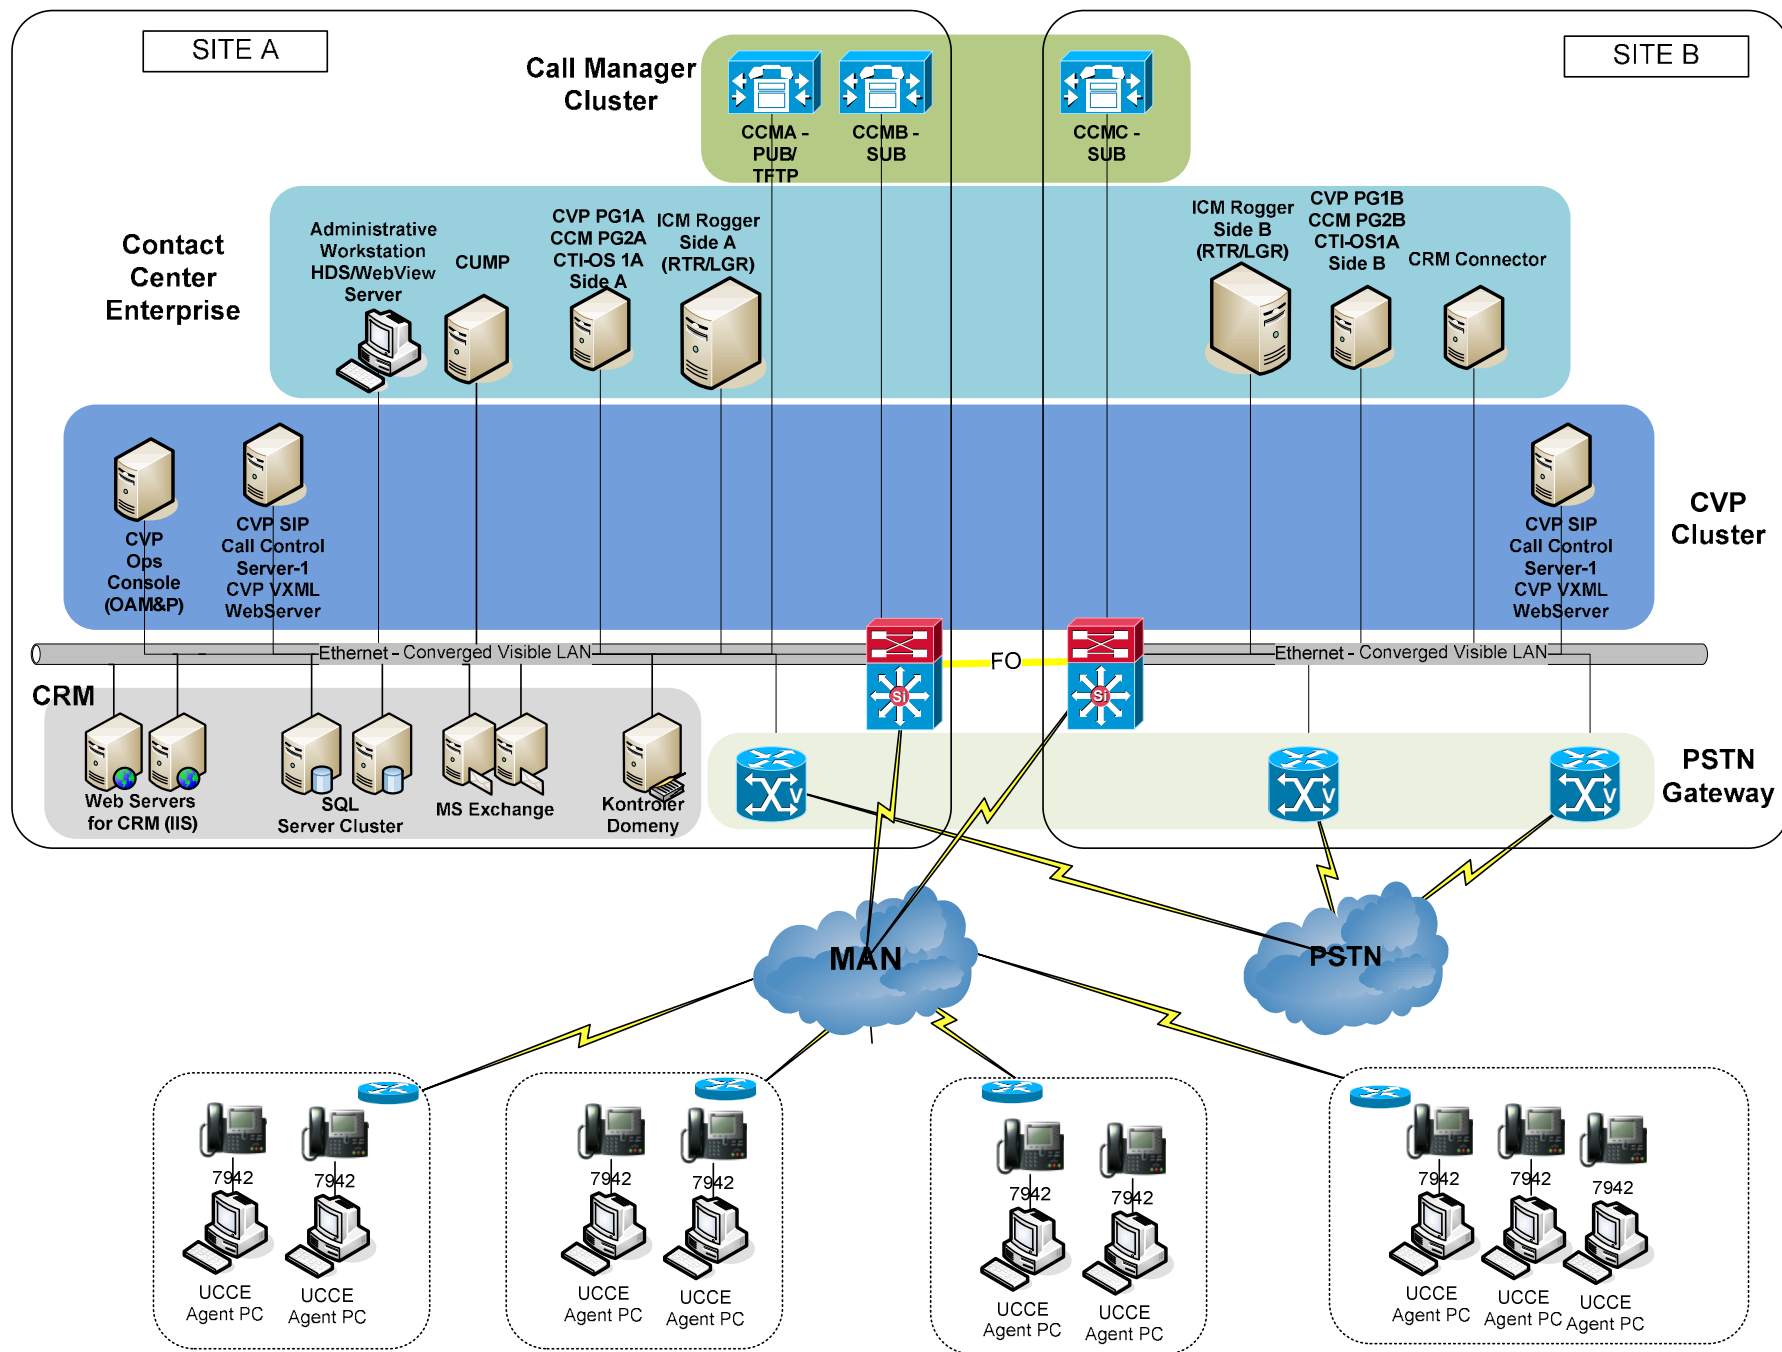 SITE A
SITE B
Call Manager
Cluster
CCMA -
PUB/
TFTP
CCMB -
SUB
CCMC -
SUB
Contact
Center
Enterprise
Administrative
Workstation
HDS/WebView
Server
CUMP
CVP PG1A
CCM PG2A
CTI-OS 1A
Side A
ICM Rogger
Side A
(RTR/LGR)
ICM Rogger
Side B
(RTR/LGR)
CVP PG1B
CCM PG2B
CTI-OS1A
Side B
CRM Connector
CVP
Ops
Console
(OAM&P)
CVP SIP
Call Control
Server-1
CVP VXML
WebServer
CVP SIP
Call Control
Server-1
CVP VXML
WebServer
CVP
Cluster
Ethernet - Converged Visible LAN
FO
Ethernet - Converged Visible LAN
Si
Si
CRM
Web Servers
for CRM (IIS)
SQL
Server Cluster
MS Exchange
Kontroler
Domeny
V
V
V
PSTN
Gateway
MAN
PSTN
7942
7942
7942
7942
7942
7942
7942
7942
7942
UCCE
Agent PC
UCCE
Agent PC
UCCE
Agent PC
UCCE
Agent PC
UCCE
Agent PC
UCCE
Agent PC
UCCE
Agent PC
UCCE
Agent PC
UCCE
Agent PC